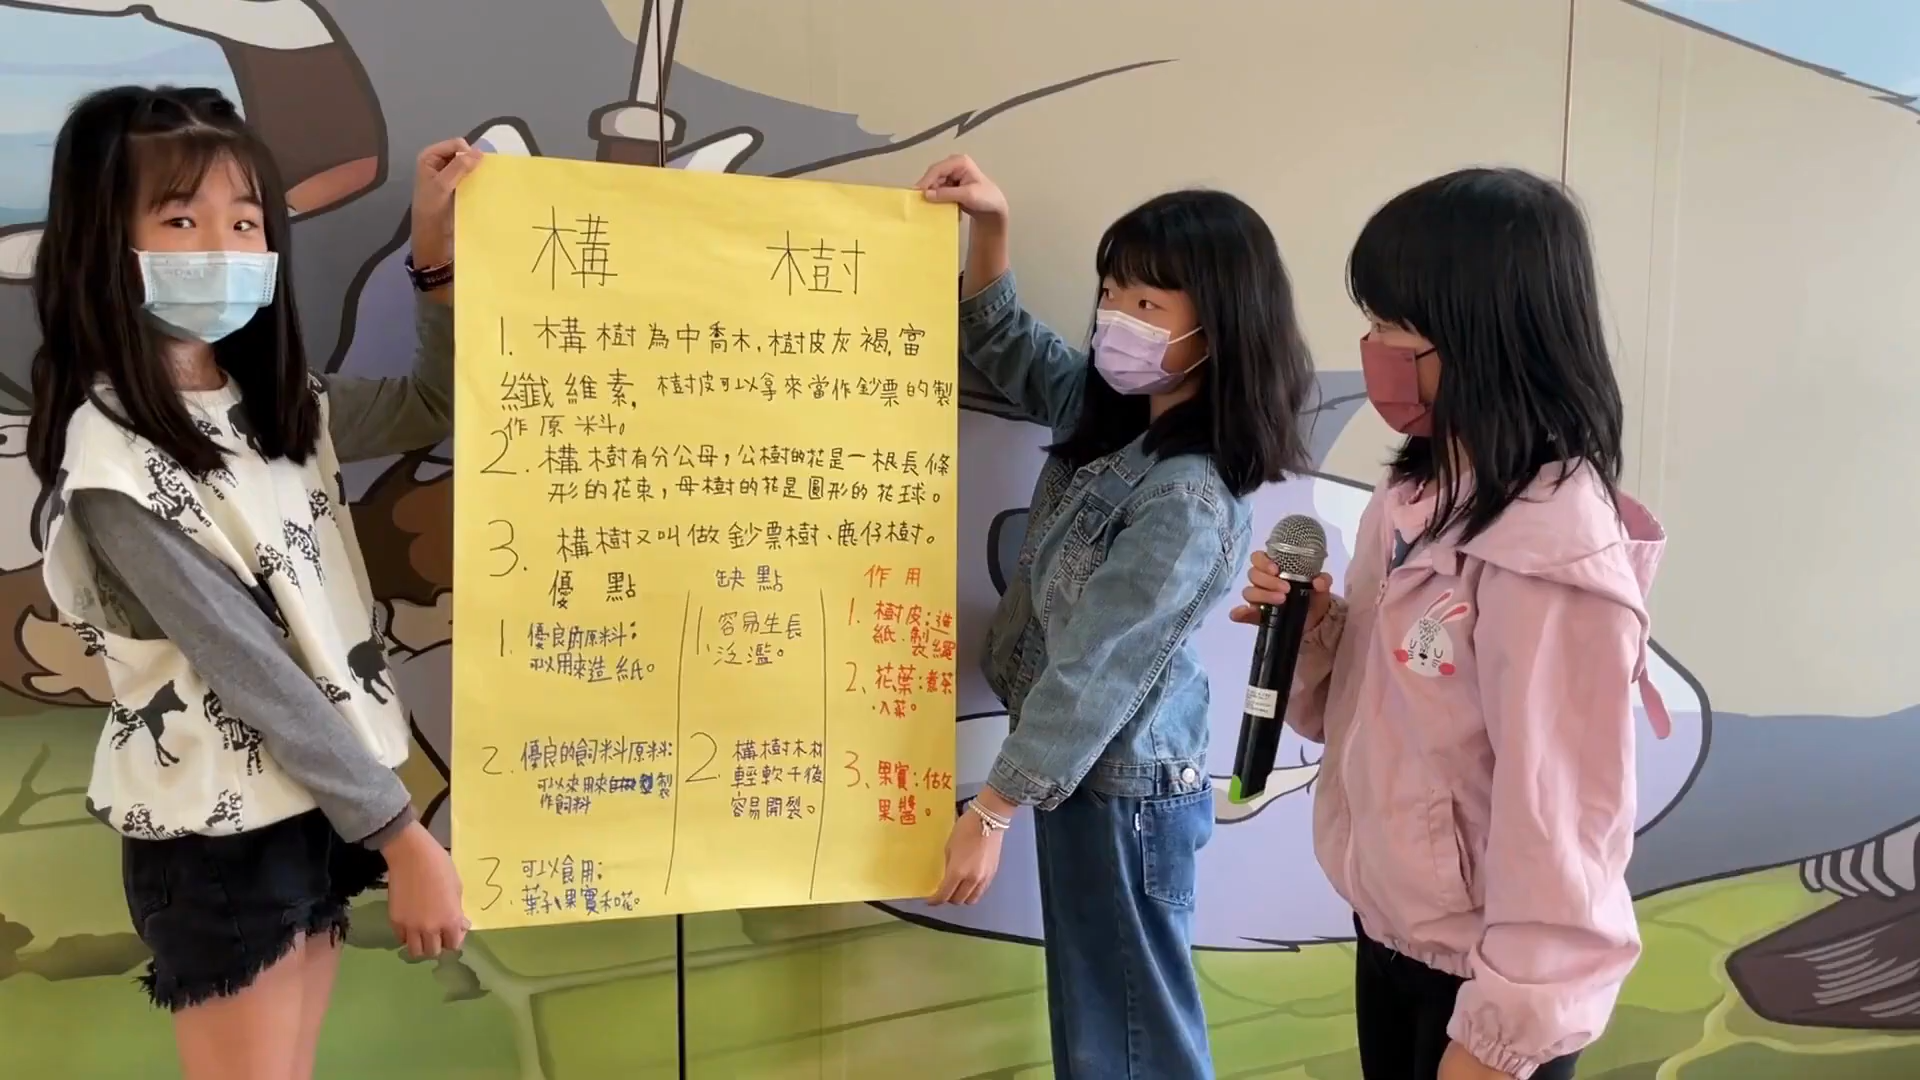 構 樹
1. 構樹為中喬木,樹皮灰褐,富
纖維素,樹皮可以拿來當作鈔票的製
作原料。
2. 構樹有分公母,公樹的花是一根長條
形的花束,母樹的花是圓形的花球。
3. 構樹又叫做鈔票樹、鹿仔樹。
優點
1. 優良的原料:
可以用來造紙。
2. 優良的飼料原料:
可以來用來製
作飼料
3. 可以食用:
葉子、果實和花。
缺點
1. 容易生長
泛濫。
2. 構樹木材
輕軟干後
容易開裂。
作用
1. 樹皮:造
紙、製繩
2、花葉:煮茶
入菜。
3、果實:做
果醬。